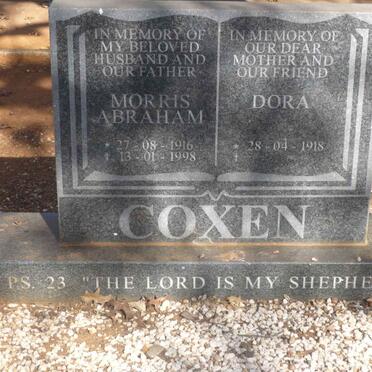 IN MEMORY OF
MY BELOVED
HUSBAND AND
OUR FATHER
MORRIS
ABRAHAM
* 27-08-1916
† 13-01-1998
IN MEMORY OF
OUR DEAR
MOTHER AND
OUR FRIEND
DORA
* 28-04-1918
†
COXEN
PS. 23 "THE LORD IS MY SHEPHE